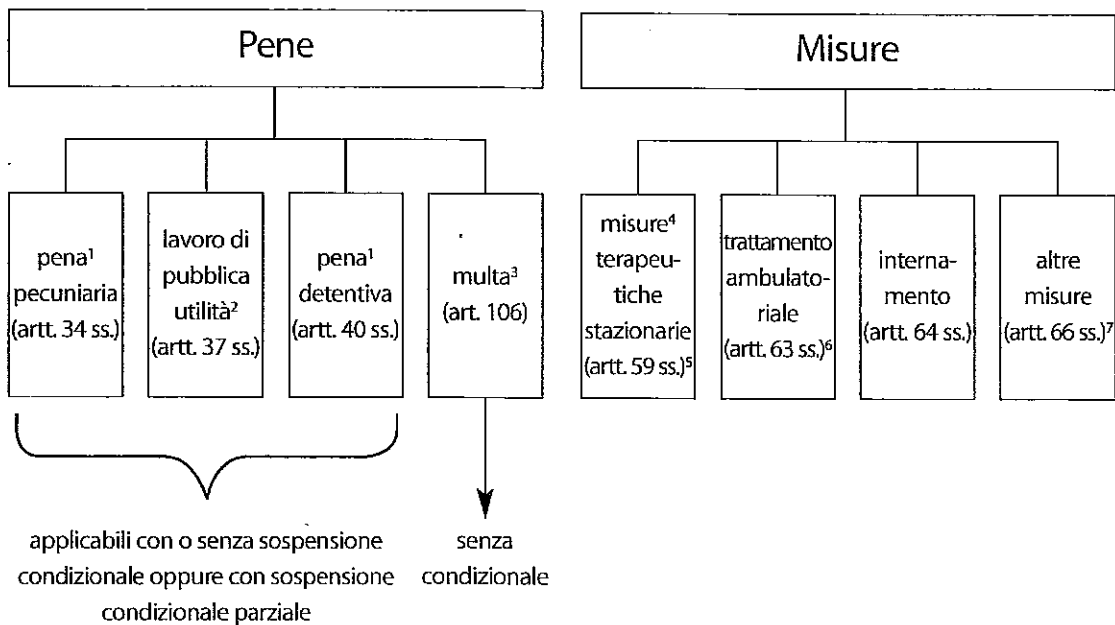 Pene
pena¹
pecuniaria
(artt. 34 ss.)
lavoro di
pubblica
utilità²
(artt. 37 ss.)
pena¹
detentiva
(artt. 40 ss.)
multa³
(art. 106)
applicabili con o senza sospensione
condizionale oppure con sospensione
condizionale parziale
senza
condizionale
Misure
misure⁴
terapeu-
tiche
stazionarie
(artt. 59 ss.)⁵
trattamento
ambulato-
riale
(artt. 63 ss.)⁶
interna-
mento
(artt. 64 ss.)
altre
misure
(artt. 66 ss.)⁷